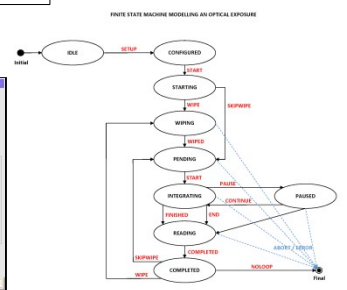 FINITE STATE MACHINE MODELLING AN OPTICAL EXPOSURE
Initial
IDLE
SETUP
CONFIGURED
START
STARTING
WIPE
SKIPWIPE
WIPING
WIPED
PENDING
START
INTEGRATING
PAUSE
PAUSED
CONTINUE
FINISHED
END
READING
ABORT / ERROR
COMPLETED
SKIPWIPE
COMPLETED
NOLOOP
WIPE
Final